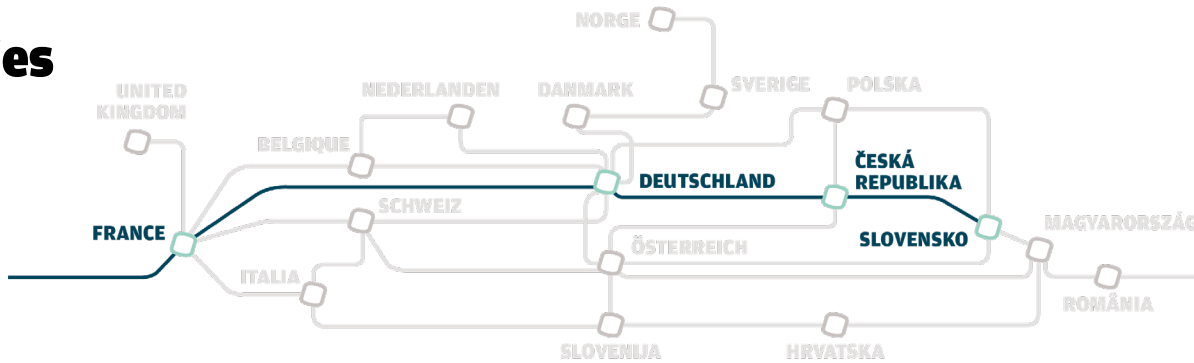 es
NORGE
UNITED
KINGDOM
NEDERLANDEN
DANMARK
SVERIGE
POLSKA
BELGIQUE
DEUTSCHLAND
ČESKÁ
REPUBLIKA
SCHWEIZ
FRANCE
MAGYARORSZÁG
SLOVENSKO
ÖSTERREICH
ITALIA
ROMÂNIA
SLOVENIJA
HRVATSKA